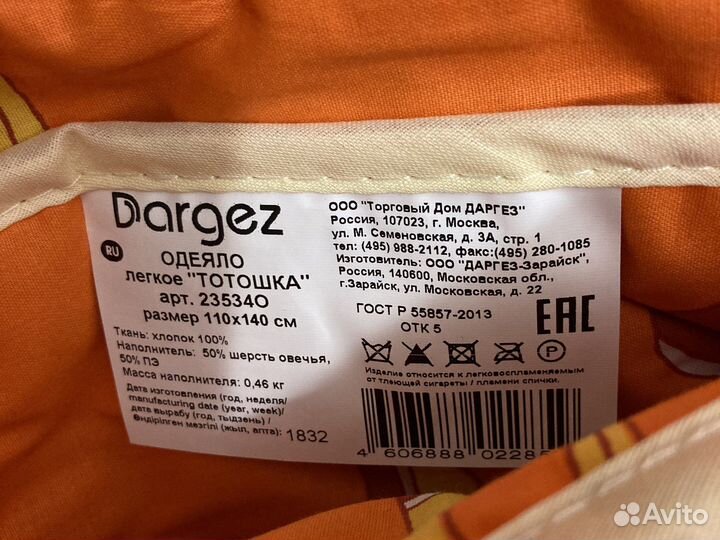 Dargez
RU
ОДЕЯЛО
легкое "ТОТОШКА"
арт. 23534О
размер 110х140 см
Ткань: хлопок 100%
Наполнитель: 50% шерсть овечья,
50% ПЭ
Масса наполнителя: 0,46 кг
Дата изготовления (год, неделя/
manufacturing date (year, week)/
дата вырабу (год, тыдзень) /
Өндірілген мезгілі (жыл, апта): 1832
ООО "Торговый Дом ДАРГЕЗ"
Россия, 107023, г. Москва,
ул. М. Семеновская, д. 3А, стр. 1
тел: (495) 988-2112, факс:(495) 280-1085
Изготовитель: ООО "ДАРГЕЗ-Зарайск",
Россия, 140600, Московская обл.,
г.Зарайск, ул. Московская, д. 22
ГОСТ Р 55857-2013
ОТК 5
EAC
P
Изделие относится к легковоспламеняемым
от тлеющей сигареты / пламени спички.
4 606888 02285
Avito